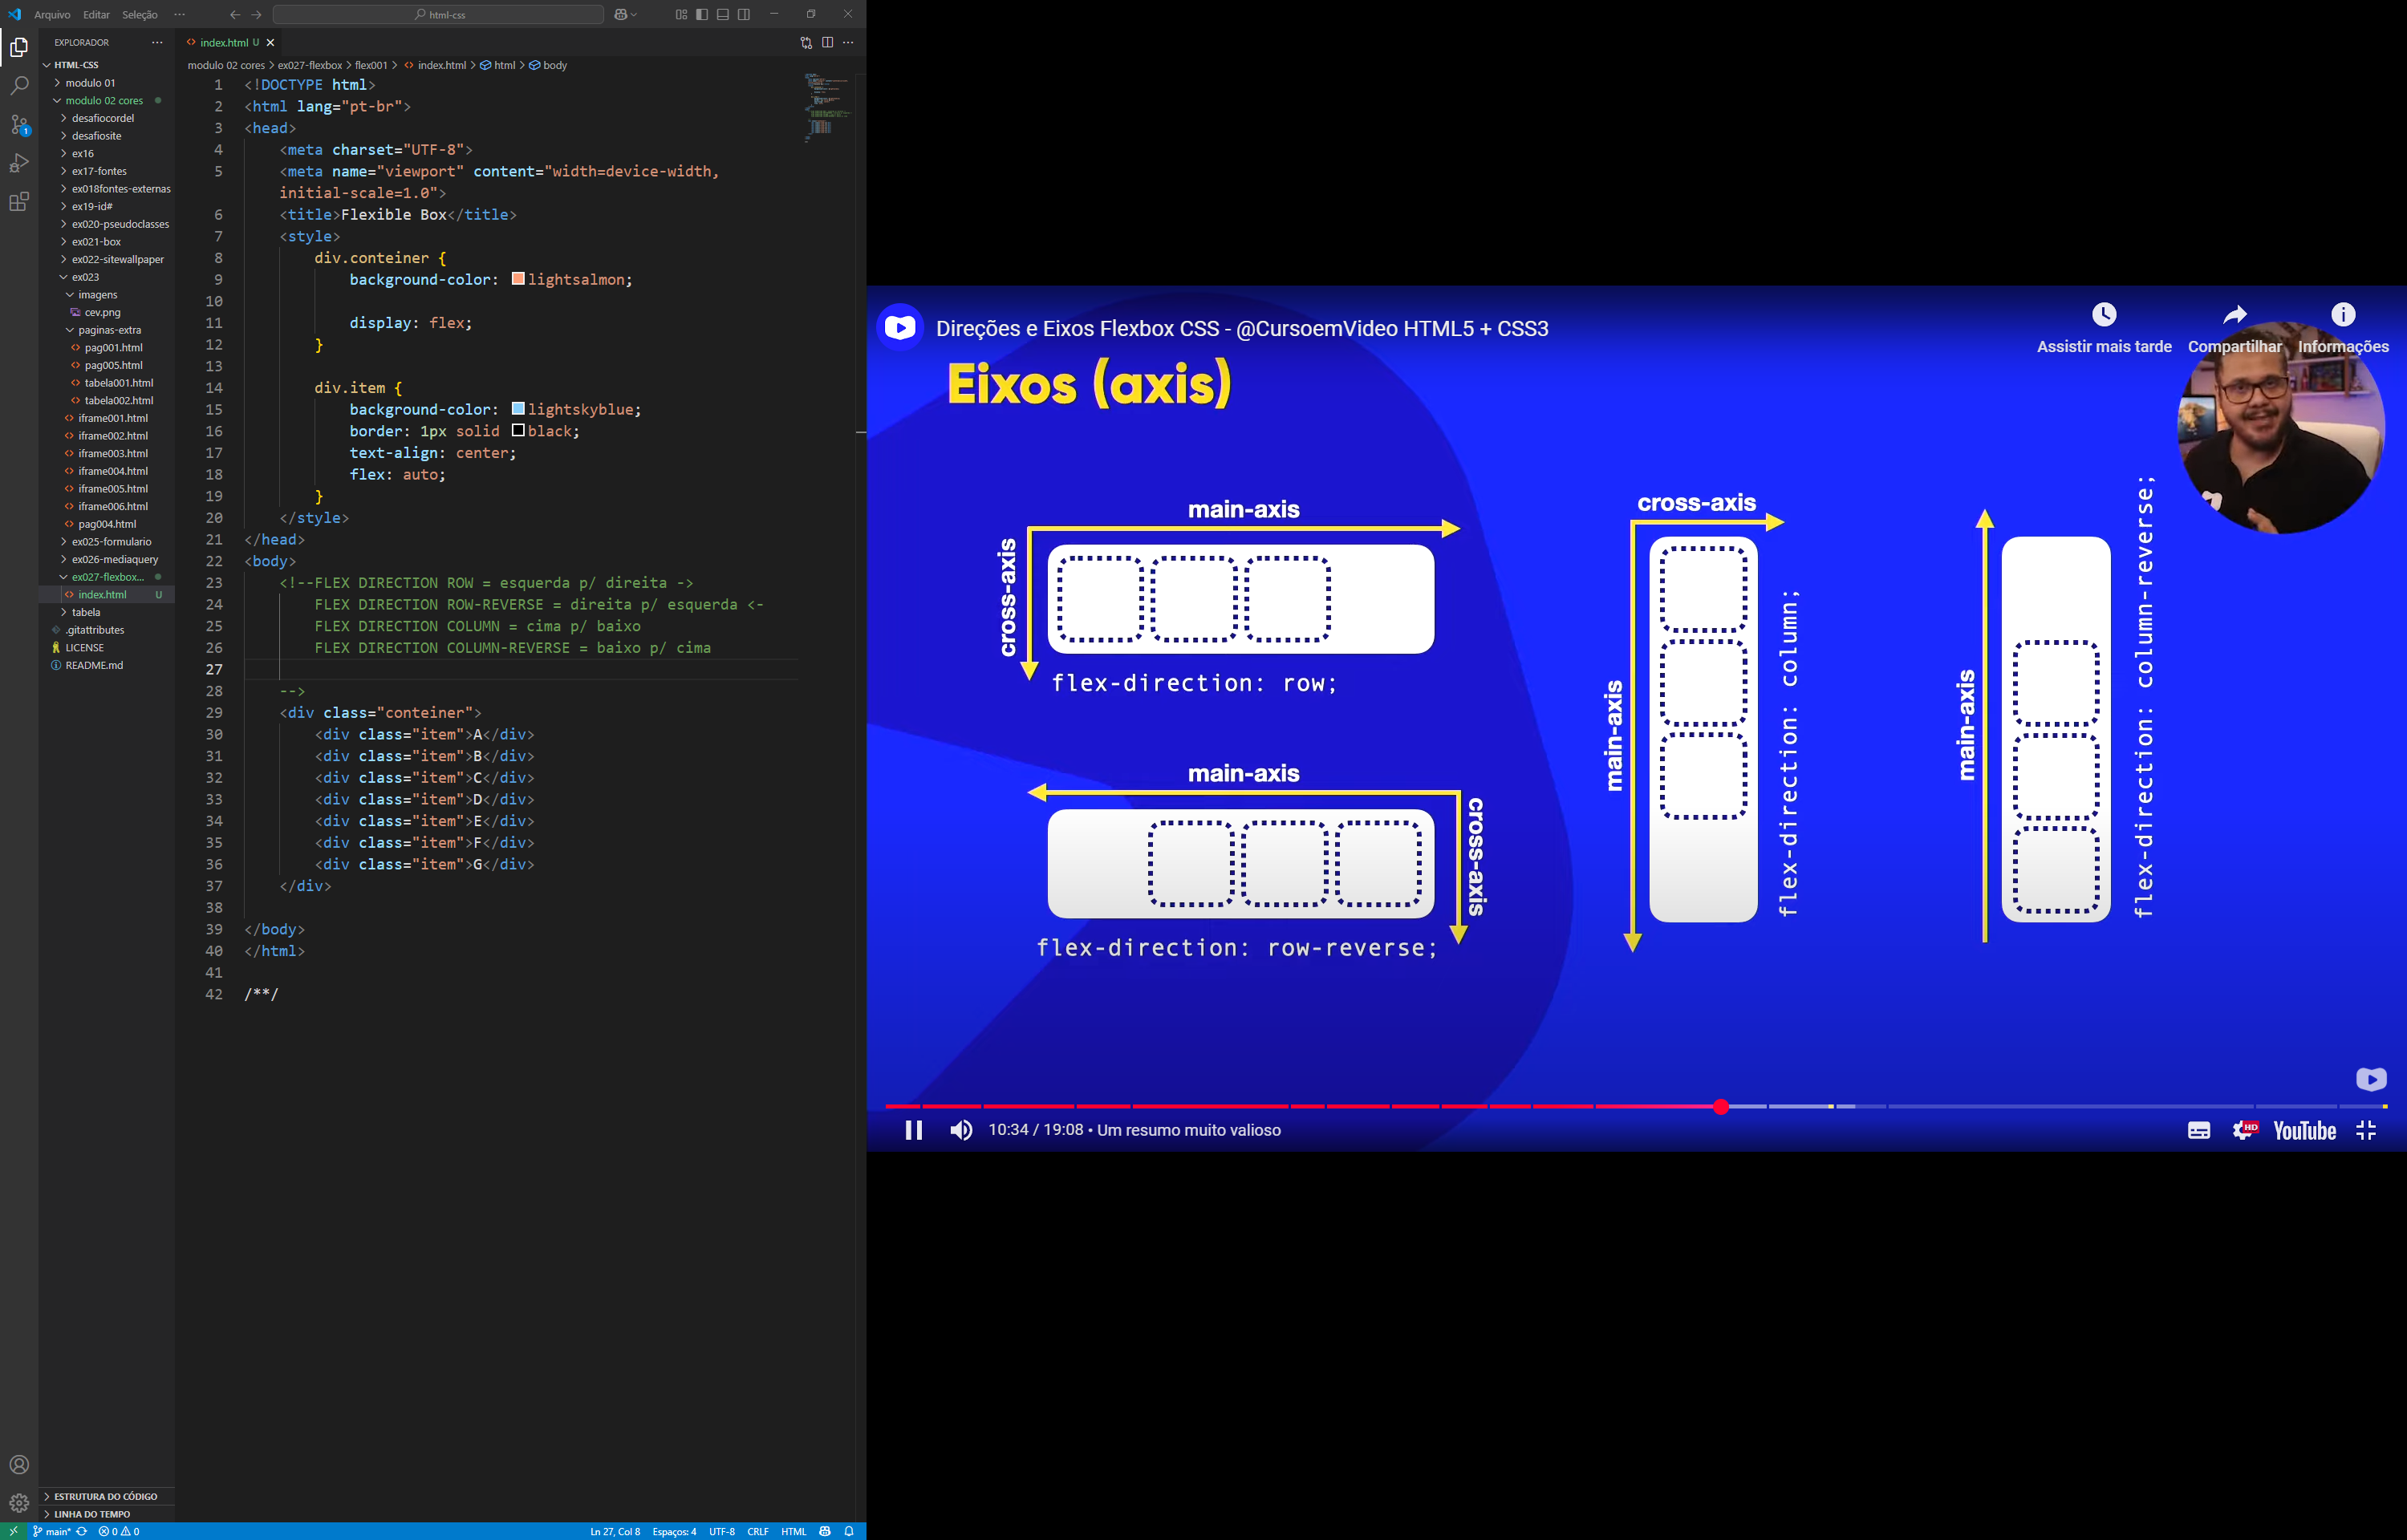 Arquivo Editar Seleção ··· html-css
EXPLORADOR ···
HTML-CSS
modulo 01
modulo 02 cores
desafiocordel
desafiosite
ex16
ex17-fontes
ex018fontes-externas
ex19-id#
ex020-pseudoclasses
ex021-box
ex022-sitewallpaper
ex023
imagens
cev.png
paginas-extra
pag001.html
pag005.html
tabela001.html
tabela002.html
iframe001.html
iframe002.html
iframe003.html
iframe004.html
iframe005.html
iframe006.html
pag004.html
ex025-formulario
ex026-mediaquery
ex027-flexbox...
index.html U
tabela
.gitattributes
LICENSE
README.md
ESTRUTURA DO CÓDIGO
LINHA DO TEMPO
1
index.html U
modulo 02 cores > ex027-flexbox > flex001 > index.html > html > body
1 <!DOCTYPE html>
2 <html lang="pt-br">
3 <head>
4 <meta charset="UTF-8">
5 <meta name="viewport" content="width=device-width,
initial-scale=1.0">
6 <title>Flexible Box</title>
7 <style>
8 div.conteiner {
9 background-color: lightsalmon;
10
11 display: flex;
12 }
13
14 div.item {
15 background-color: lightskyblue;
16 border: 1px solid black;
17 text-align: center;
18 flex: auto;
19 }
20 </style>
21 </head>
22 <body>
23 <!--FLEX DIRECTION ROW = esquerda p/ direita ->
24 FLEX DIRECTION ROW-REVERSE = direita p/ esquerda <-
25 FLEX DIRECTION COLUMN = cima p/ baixo
26 FLEX DIRECTION COLUMN-REVERSE = baixo p/ cima
27
28 -->
29 <div class="conteiner">
30 <div class="item">A</div>
31 <div class="item">B</div>
32 <div class="item">C</div>
33 <div class="item">D</div>
34 <div class="item">E</div>
35 <div class="item">F</div>
36 <div class="item">G</div>
37 </div>
38
39 </body>
40 </html>
41
42 /**/
main* 0 0 Ln 27, Col 8 Espaços: 4 UTF-8 CRLF HTML
Direções e Eixos Flexbox CSS - @CursoemVideo HTML5 + CSS3
Assistir mais tarde Compartilhar Informações
Eixos (axis)
main-axis
cross-axis
flex-direction: row;
main-axis
cross-axis
flex-direction: row-reverse;
cross-axis
main-axis
flex-direction: column;
main-axis
flex-direction: column-reverse;
10:34 / 19:08 • Um resumo muito valioso
HD
YouTube